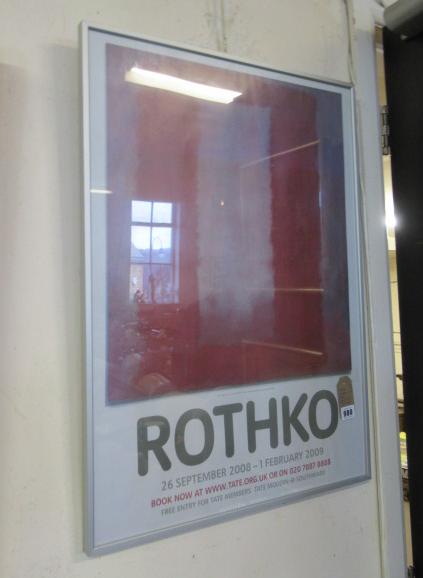 ROTHKO
980
26 SEPTEMBER 2008 – 1 FEBRUARY 2009
BOOK NOW AT WWW.TATE.ORG.UK OR ON 020 7887 8888
FREE ENTRY FOR TATE MEMBERS TATE MODERN ⊖ SOUTHWARK